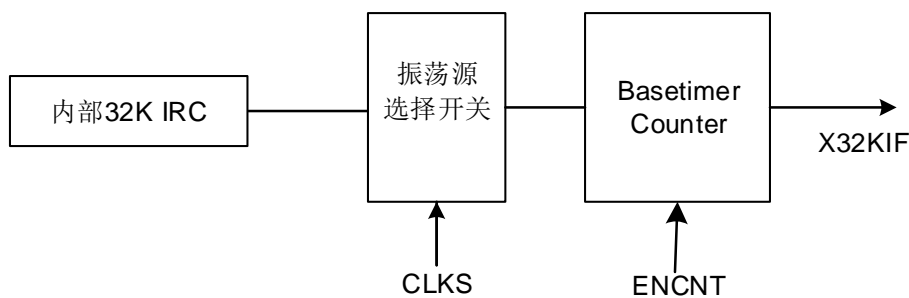 内部32K IRC
振荡源
选择开关
Basetimer
Counter
X32KIF
CLKS
ENCNT